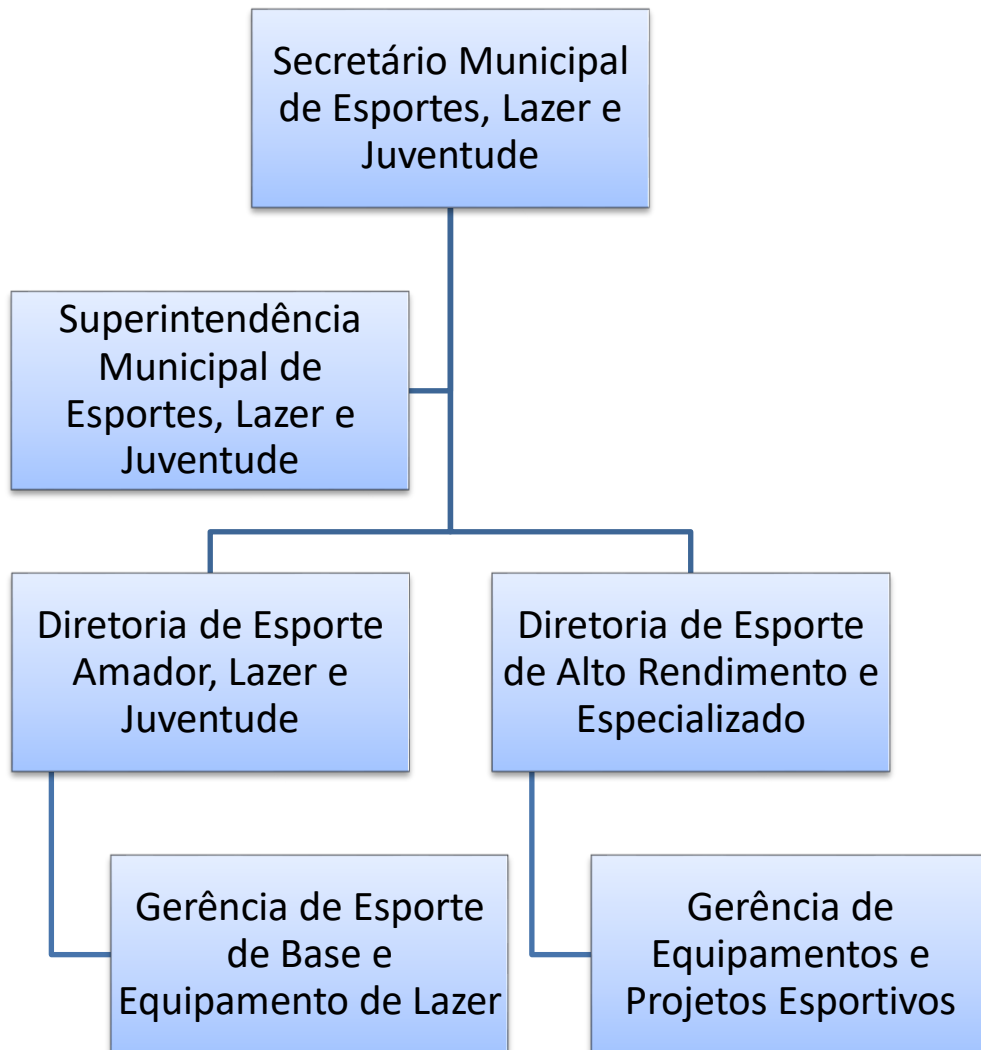 Secretário Municipal
de Esportes, Lazer e
Juventude
Superintendência
Municipal de
Esportes, Lazer e
Juventude
Diretoria de Esporte
Amador, Lazer e
Juventude
Diretoria de Esporte
de Alto Rendimento e
Especializado
Gerência de Esporte
de Base e
Equipamento de Lazer
Gerência de
Equipamentos e
Projetos Esportivos